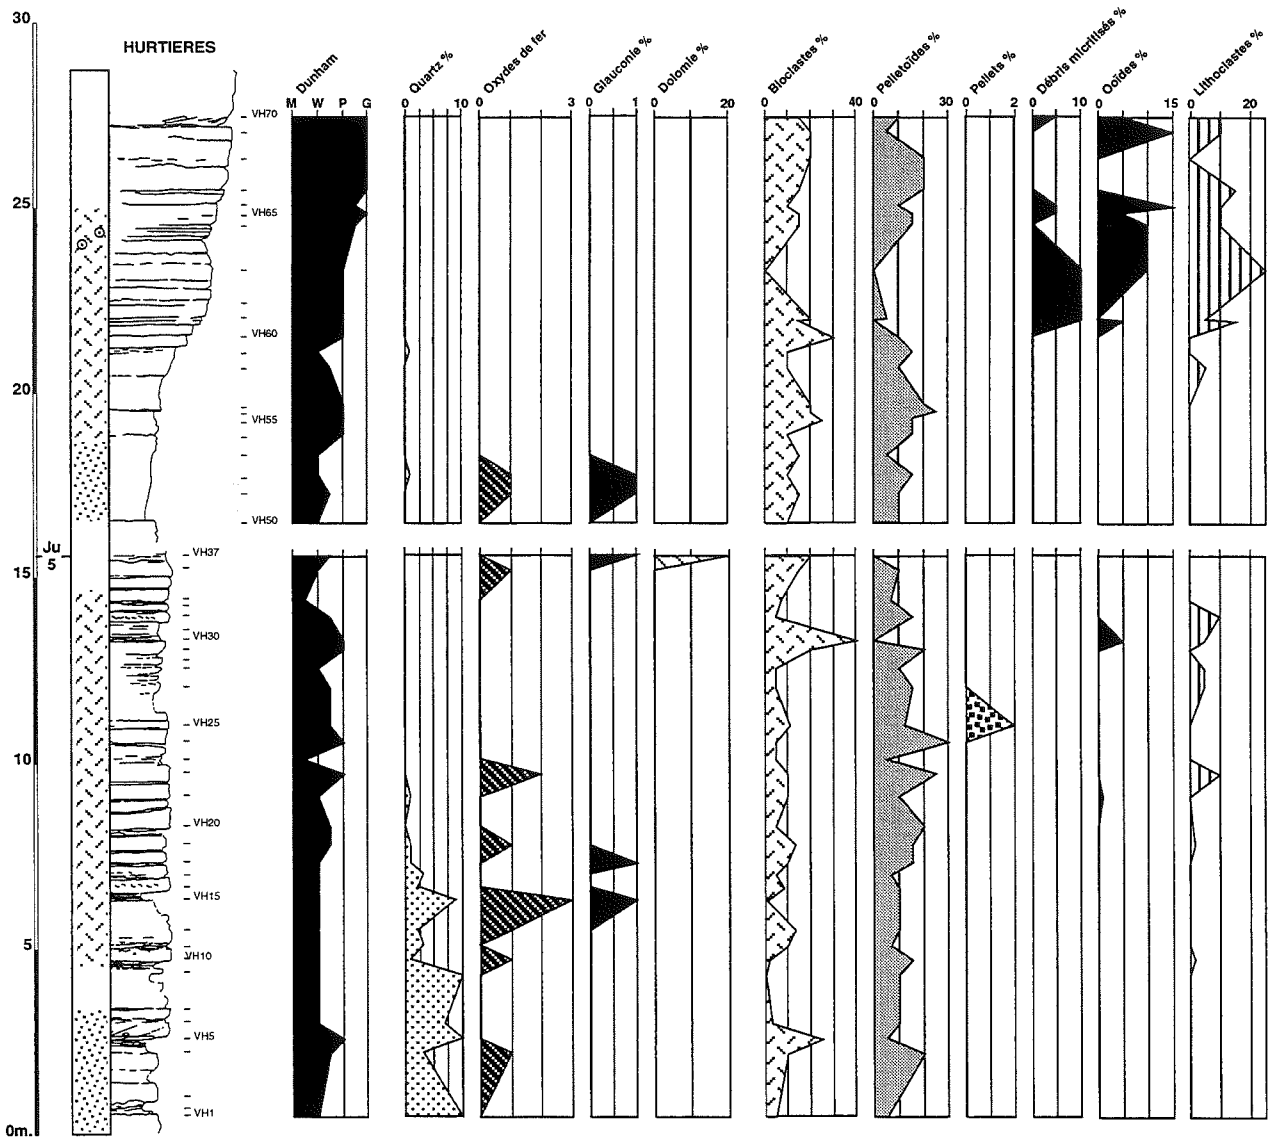 30
HURTIERES
Dunham
Quartz %
Oxydes de fer
Glauconie %
Dolomie %
Bioclastes %
Pelletoïdes %
Pellets %
Débris micritisés %
Ooïdes %
Lithoclastes %
M W P G
0 10
0 3
0 1
0 20
0 40
0 30
0 2
0 10
0 15
0 20
VH70
25
VH65
VH60
20
VH55
VH50
Ju
5
VH37
15
VH30
VH25
10
VH20
VH15
5
VH10
VH5
VH1
0m.